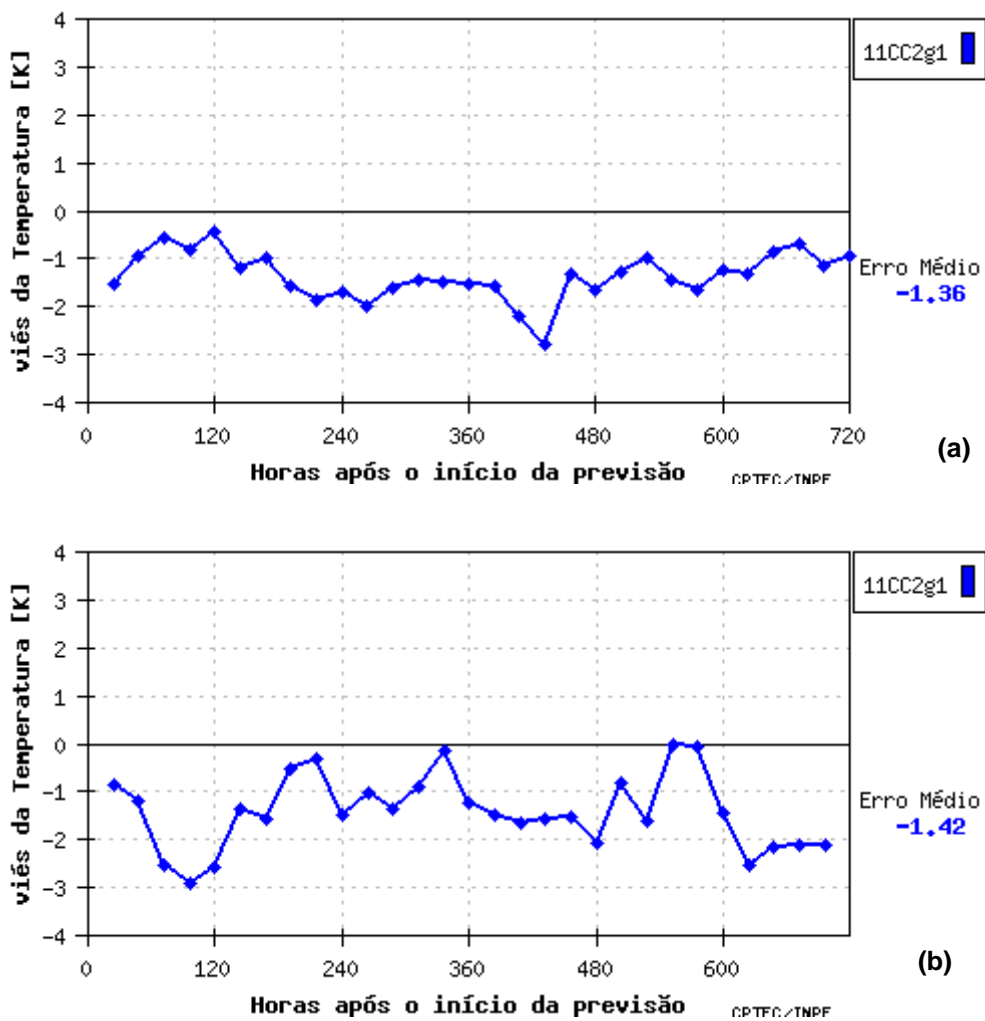 4
3
2
1
0
-1
-2
-3
-4
viés da Temperatura [K]
0 120 240 360 480 600 720
Horas após o início da previsão
CPTEC/INPE
11CC2g1
Erro Médio
-1.36
(a)
4
3
2
1
0
-1
-2
-3
-4
viés da Temperatura [K]
0 120 240 360 480 600
Horas após o início da previsão
CPTEC/INPE
11CC2g1
Erro Médio
-1.42
(b)